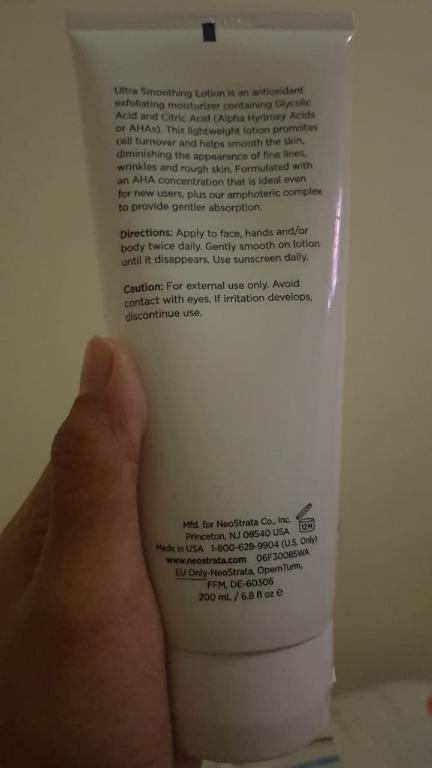 Ultra Smoothing Lotion is an antioxidant
exfoliating moisturizer containing Glycolic
Acid and Citric Acid (Alpha Hydroxy Acids
or AHAs). This lightweight lotion promotes
cell turnover and helps smooth the skin,
diminishing the appearance of fine lines,
wrinkles and rough skin. Formulated with
an AHA concentration that is ideal even
for new users, plus our amphoteric complex
to provide gentler absorption.
Directions: Apply to face, hands and/or
body twice daily. Gently smooth on lotion
until it disappears. Use sunscreen daily.
Caution: For external use only. Avoid
contact with eyes. If irritation develops,
discontinue use.
Mfd. for NeoStrata Co., Inc.
12M
Princeton, NJ 08540 USA
Made in USA 1-800-628-9904 (U.S. Only)
www.neostrata.com 06F30085WA
EU Only-NeoStrata, OpernTurm,
FFM, DE-60306
200 mL / 6.8 fl oz e